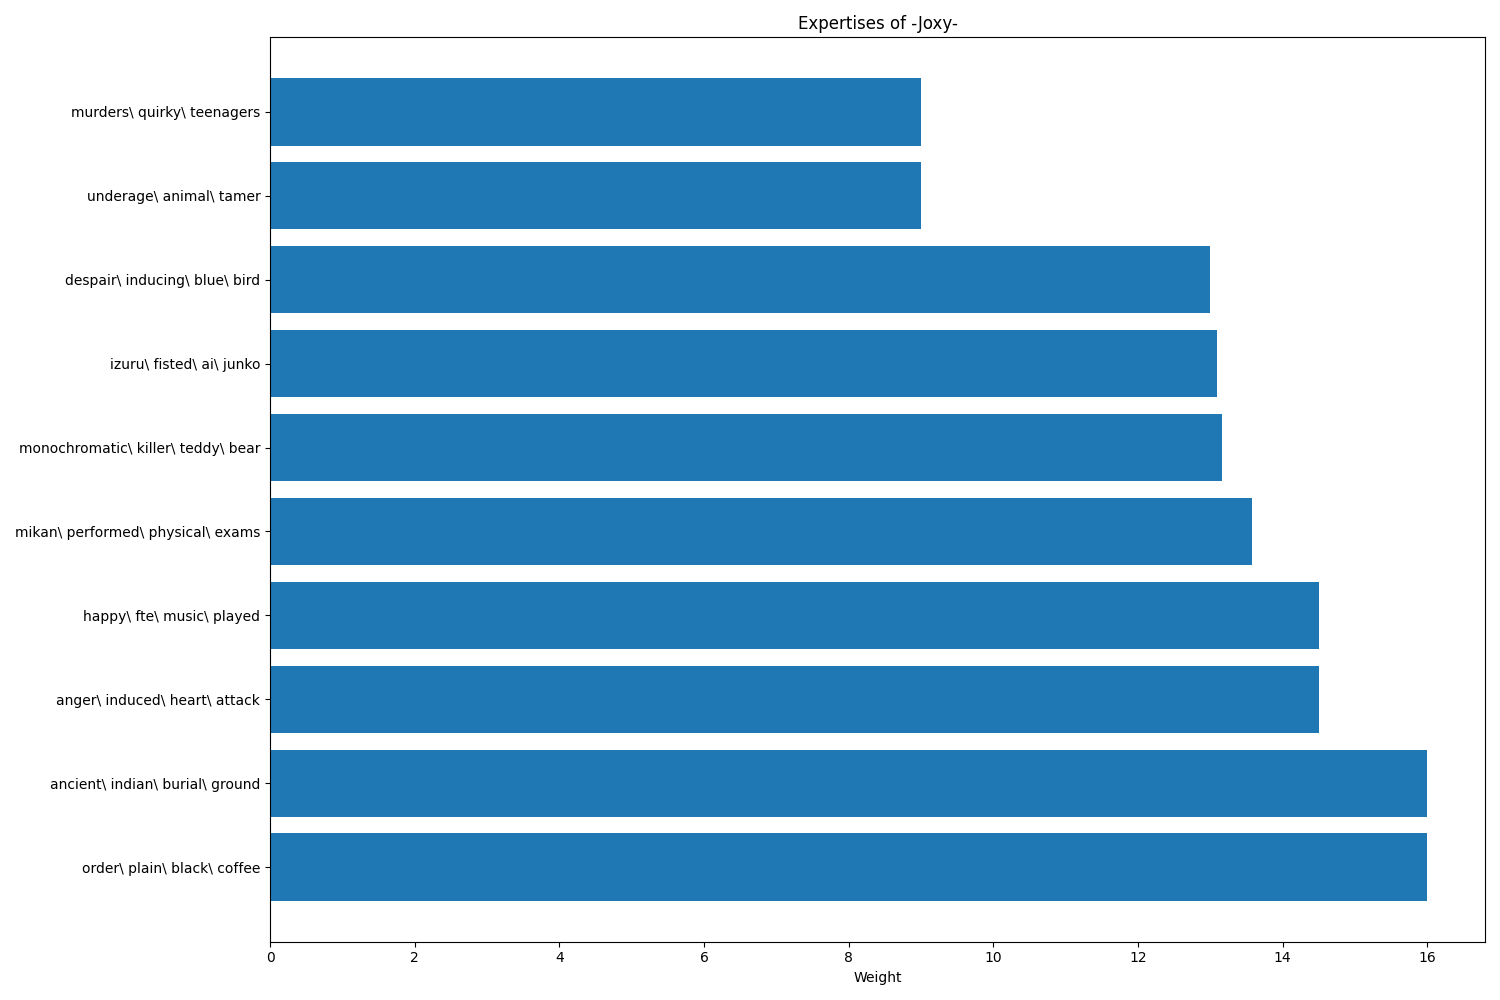 Expertises of -Joxy-
murders\ quirky\ teenagers
underage\ animal\ tamer
despair\ inducing\ blue\ bird
izuru\ fisted\ ai\ junko
monochromatic\ killer\ teddy\ bear
mikan\ performed\ physical\ exams
happy\ fte\ music\ played
anger\ induced\ heart\ attack
ancient\ indian\ burial\ ground
order\ plain\ black\ coffee
0 2 4 6 8 10 12 14 16
Weight